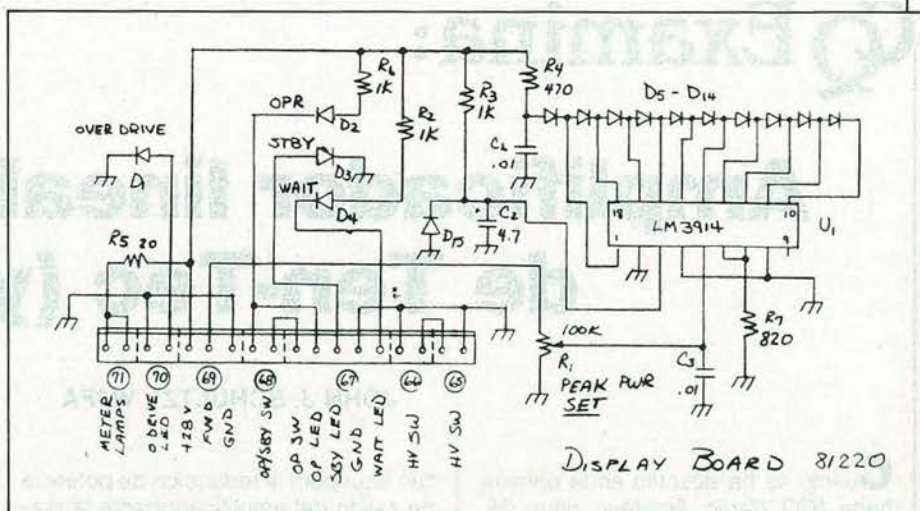 OPR
OVER DRIVE
D1
R5 20
STBY
WAIT
D2
D3
D4
R6
1K
R2
1K
R3
1K
R4
470
C6
.01
D5 - D14
D15
C2
4.7
18
10
LM3914
1
9
U1
R7
820
100K
R1
PEAK PWR
SET
C3
.01
71
70
69
68
67
66
65
METER
LAMPS
O DRIVE
LED
+28 V
FWD
GND
OP/SBY SW
OP SW
OP LED
SBY LED
GND
WAIT LED
HV SW
HV SW
DISPLAY BOARD 81220